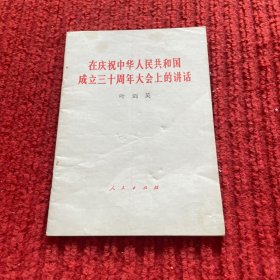 在庆祝中华人民共和国
成立三十周年大会上的讲话
叶剑英
人民出版社